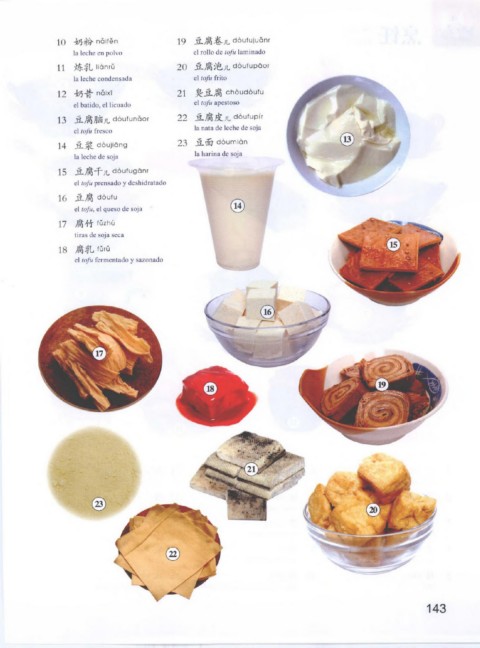 10 奶粉 nǎifěn
la leche en polvo
11 炼乳 liànrǔ
la leche condensada
12 奶昔 nǎixī
el batido, el licuado
13 豆腐脑儿 dòufunǎor
el tofu fresco
14 豆浆 dòujiāng
la leche de soja
15 豆腐干儿 dòufugānr
el tofu prensado y deshidratado
16 豆腐 dòufu
el tofu, el queso de soja
17 腐竹 fǔzhú
tiras de soja seca
18 腐乳 fǔrǔ
el tofu fermentado y sazonado
19 豆腐卷儿 dòufujuǎnr
el rollo de tofu laminado
20 豆腐泡儿 dòufupàor
el tofu frito
21 臭豆腐 chòudòufu
el tofu apestoso
22 豆腐皮儿 dòufupír
la nata de leche de soja
23 豆面 dòumiàn
la harina de soja
13
14
15
16
17
18
19
21
20
23
22
143